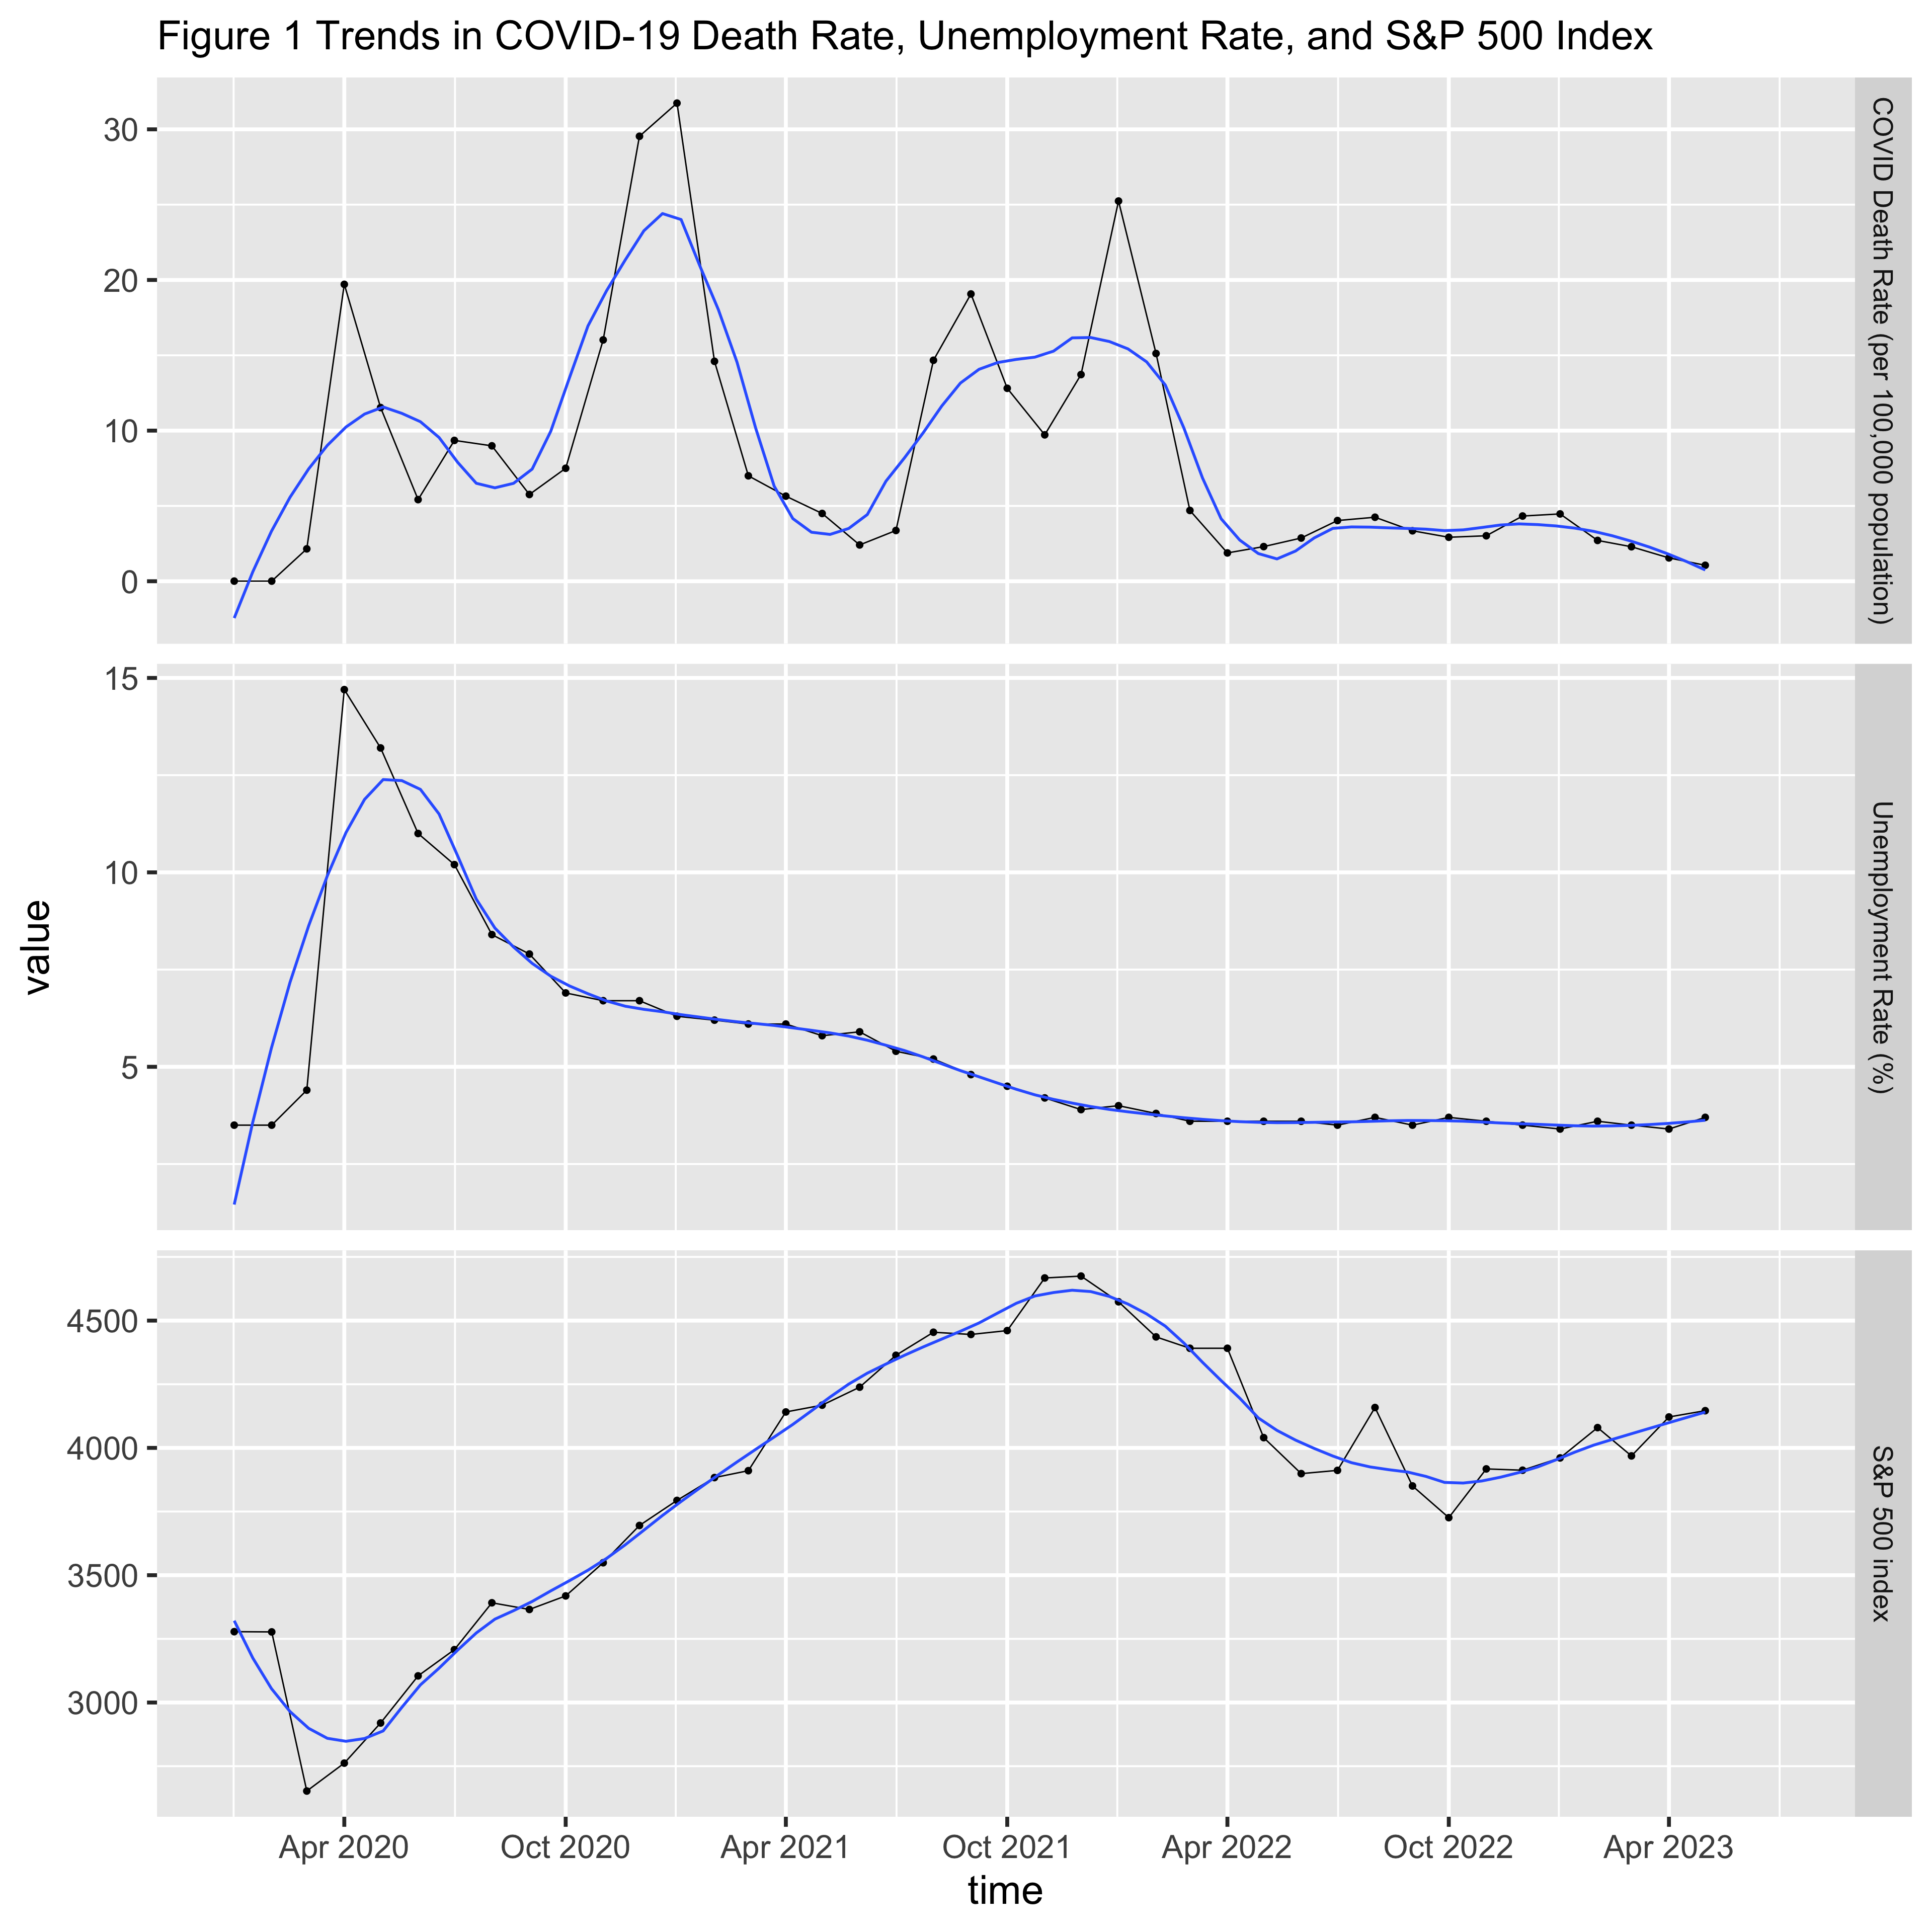 Figure 1 Trends in COVID-19 Death Rate, Unemployment Rate, and S&P 500 Index
30
20
10
0
COVID Death Rate (per 100,000 population)
15
10
5
Unemployment Rate (%)
value
4500
4000
3500
3000
S&P 500 index
Apr 2020 Oct 2020 Apr 2021 Oct 2021 Apr 2022 Oct 2022 Apr 2023
time